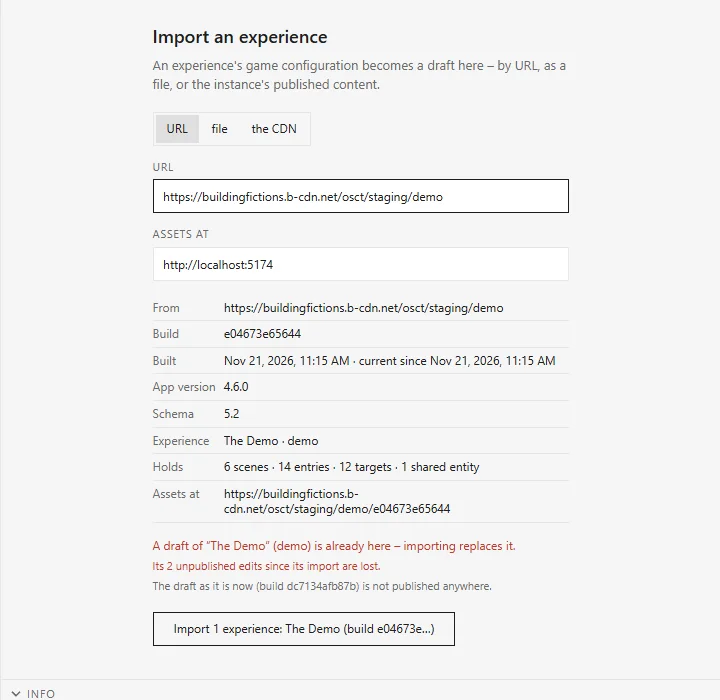 Import an experience
An experience's game configuration becomes a draft here – by URL, as a
file, or the instance's published content.
URL file the CDN
URL
https://buildingfictions.b-cdn.net/osct/staging/demo
ASSETS AT
http://localhost:5174
From https://buildingfictions.b-cdn.net/osct/staging/demo
Build e04673e65644
Built Nov 21, 2026, 11:15 AM · current since Nov 21, 2026, 11:15 AM
App version 4.6.0
Schema 5.2
Experience The Demo · demo
Holds 6 scenes · 14 entries · 12 targets · 1 shared entity
Assets at https://buildingfictions.b-
cdn.net/osct/staging/demo/e04673e65644
A draft of "The Demo" (demo) is already here – importing replaces it.
Its 2 unpublished edits since its import are lost.
The draft as it is now (build dc7134afb87b) is not published anywhere.
Import 1 experience: The Demo (build e04673e…)
INFO